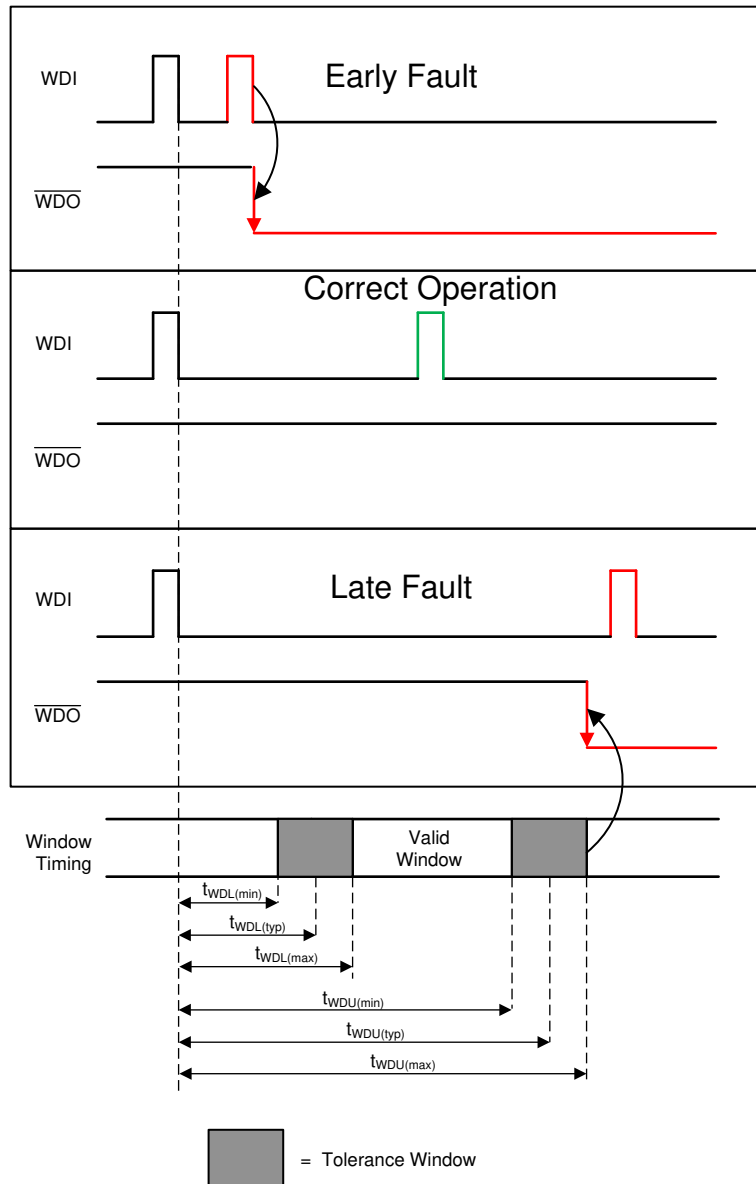 Early Fault
WDI
WDO
Correct Operation
WDI
WDO
Late Fault
WDI
WDO
Window
Timing
Valid
Window
tWDL(min)
tWDL(typ)
tWDL(max)
tWDU(min)
tWDU(typ)
tWDU(max)
= Tolerance Window